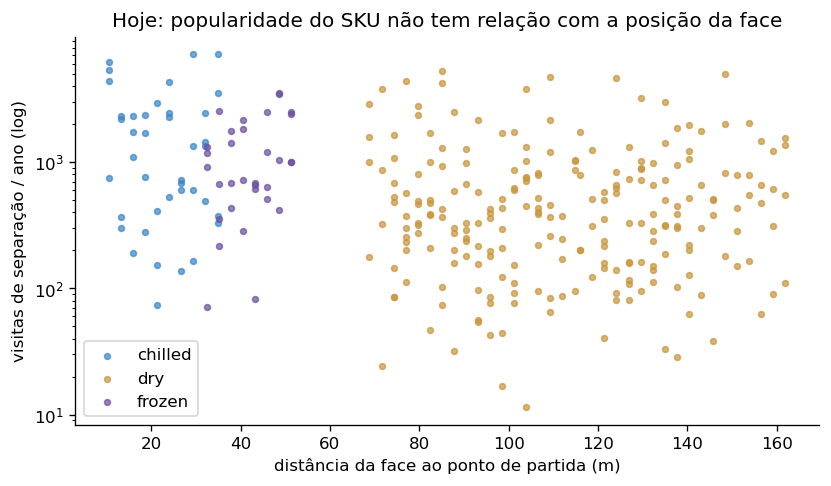 Hoje: popularidade do SKU não tem relação com a posição da face
visitas de separação / ano (log)
10³
10²
10¹
chilled
dry
frozen
20 40 60 80 100 120 140 160
distância da face ao ponto de partida (m)